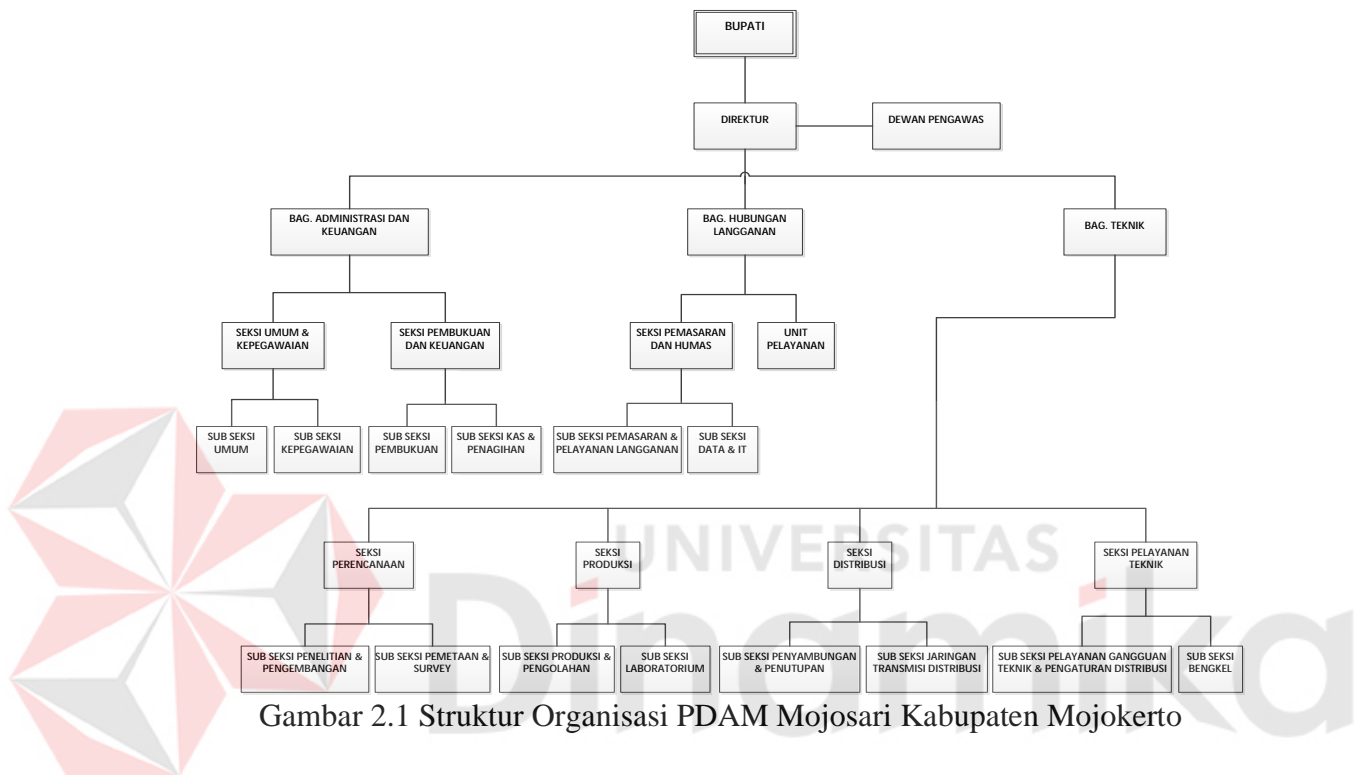 BUPATI
DIREKTUR
DEWAN PENGAWAS
BAG. ADMINISTRASI DAN
KEUANGAN
BAG. HUBUNGAN
LANGGANAN
BAG. TEKNIK
SEKSI UMUM &
KEPEGAWAIAN
SEKSI PEMBUKUAN
DAN KEUANGAN
SEKSI PEMASARAN
DAN HUMAS
UNIT
PELAYANAN
SUB SEKSI
UMUM
SUB SEKSI
KEPEGAWAIAN
SUB SEKSI
PEMBUKUAN
SUB SEKSI KAS &
PENAGIHAN
SUB SEKSI PEMASARAN &
PELAYANAN LANGGANAN
SUB SEKSI
DATA & IT
UNIVERSITAS
Dinamika
SEKSI
PERENCANAAN
SEKSI
PRODUKSI
SEKSI
DISTRIBUSI
SEKSI PELAYANAN
TEKNIK
SUB SEKSI PENELITIAN &
PENGEMBANGAN
SUB SEKSI PEMETAAN &
SURVEY
SUB SEKSI PRODUKSI &
PENGOLAHAN
SUB SEKSI
LABORATORIUM
SUB SEKSI PENYAMBUNGAN
& PENUTUPAN
SUB SEKSI JARINGAN
TRANSMISI DISTRIBUSI
SUB SEKSI PELAYANAN GANGGUAN
TEKNIK & PENGATURAN DISTRIBUSI
SUB SEKSI
BENGKEL
Gambar 2.1 Struktur Organisasi PDAM Mojosari Kabupaten Mojokerto